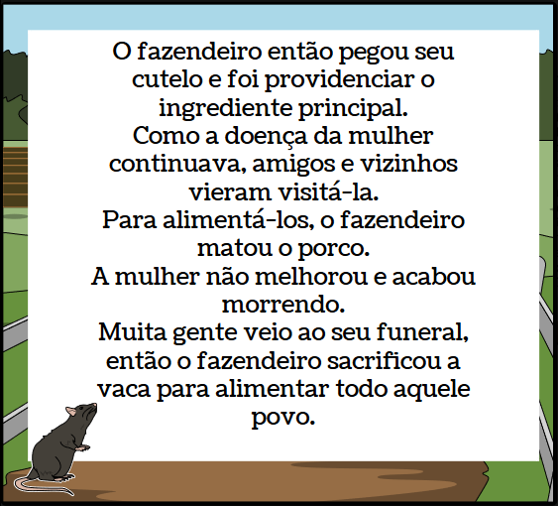 O fazendeiro então pegou seu
cutelo e foi providenciar o
ingrediente principal.
Como a doença da mulher
continuava, amigos e vizinhos
vieram visitá-la.
Para alimentá-los, o fazendeiro
matou o porco.
A mulher não melhorou e acabou
morrendo.
Muita gente veio ao seu funeral,
então o fazendeiro sacrificou a
vaca para alimentar todo aquele
povo.